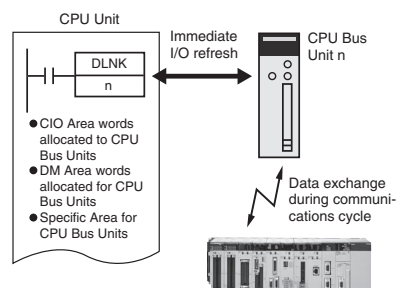 CPU Unit
DLNK
n
●CIO Area words
allocated to CPU
Bus Units
●DM Area words
allocated for CPU
Bus Units
●Specific Area for
CPU Bus Units
Immediate
I/O refresh
CPU Bus
Unit n
Data exchange
during communi-
cations cycle